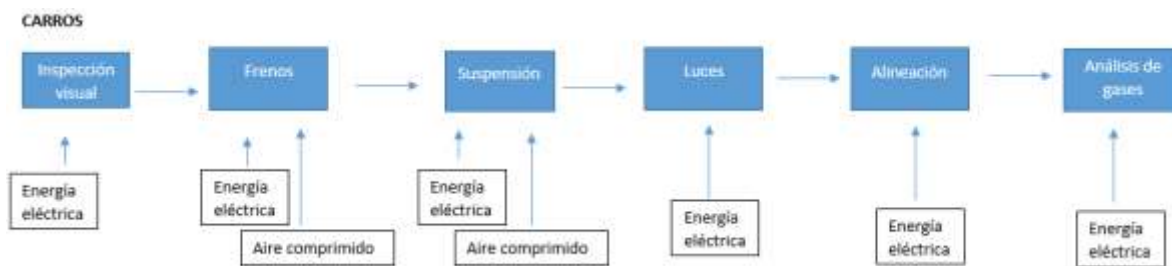 CARROS
Inspección
visual
Frenos
Suspensión
Luces
Alineación
Análisis de
gases
Energía
eléctrica
Energía
eléctrica
Aire comprimido
Energía
eléctrica
Aire comprimido
Energía
eléctrica
Energía
eléctrica
Energía
eléctrica